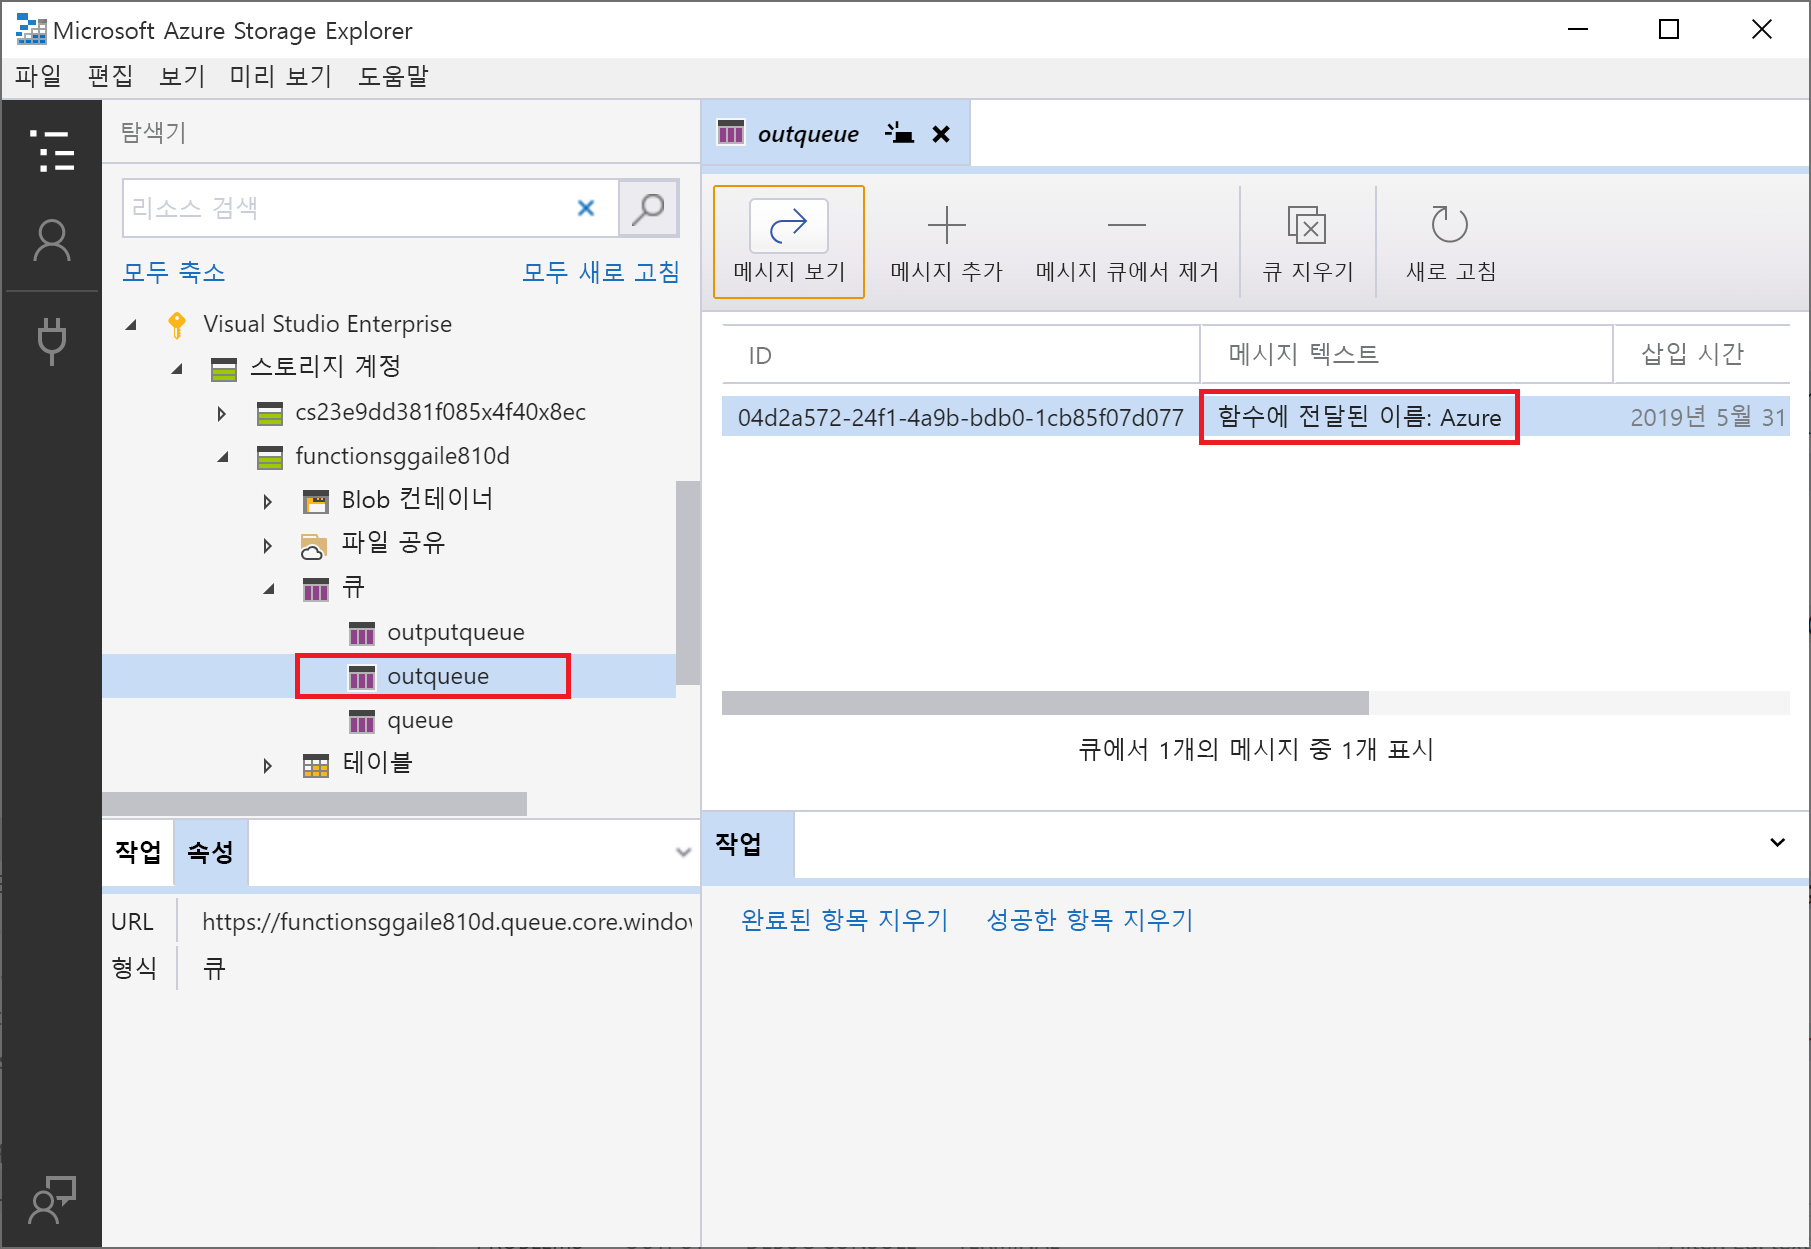 Microsoft Azure Storage Explorer
파일 편집 보기 미리 보기 도움말
탐색기
리소스 검색
모두 축소 모두 새로 고침
Visual Studio Enterprise
스토리지 계정
cs23e9dd381f085x4f40x8ec
functionsggaile810d
Blob 컨테이너
파일 공유
큐
outputqueue
outqueue
queue
테이블
작업 속성
URL https://functionsggaile810d.queue.core.window
형식 큐
outqueue
메시지 보기 메시지 추가 메시지 큐에서 제거 큐 지우기 새로 고침
ID 메시지 텍스트 삽입 시간
04d2a572-24f1-4a9b-bdb0-1cb85f07d077 함수에 전달된 이름: Azure 2019년 5월 31
큐에서 1개의 메시지 중 1개 표시
작업
완료된 항목 지우기 성공한 항목 지우기